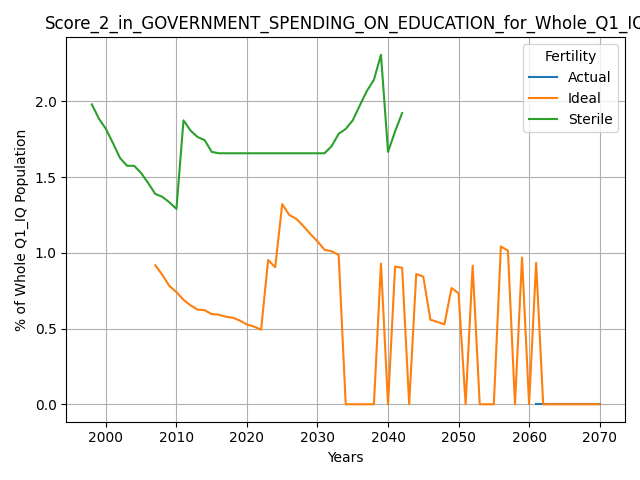 Score_2_in_GOVERNMENT_SPENDING_ON_EDUCATION_for_Whole_Q1_IQ
Fertility
Actual
Ideal
Sterile
% of Whole Q1_IQ Population
2.0
1.5
1.0
0.5
0.0
2000 2010 2020 2030 2040 2050 2060 2070
Years